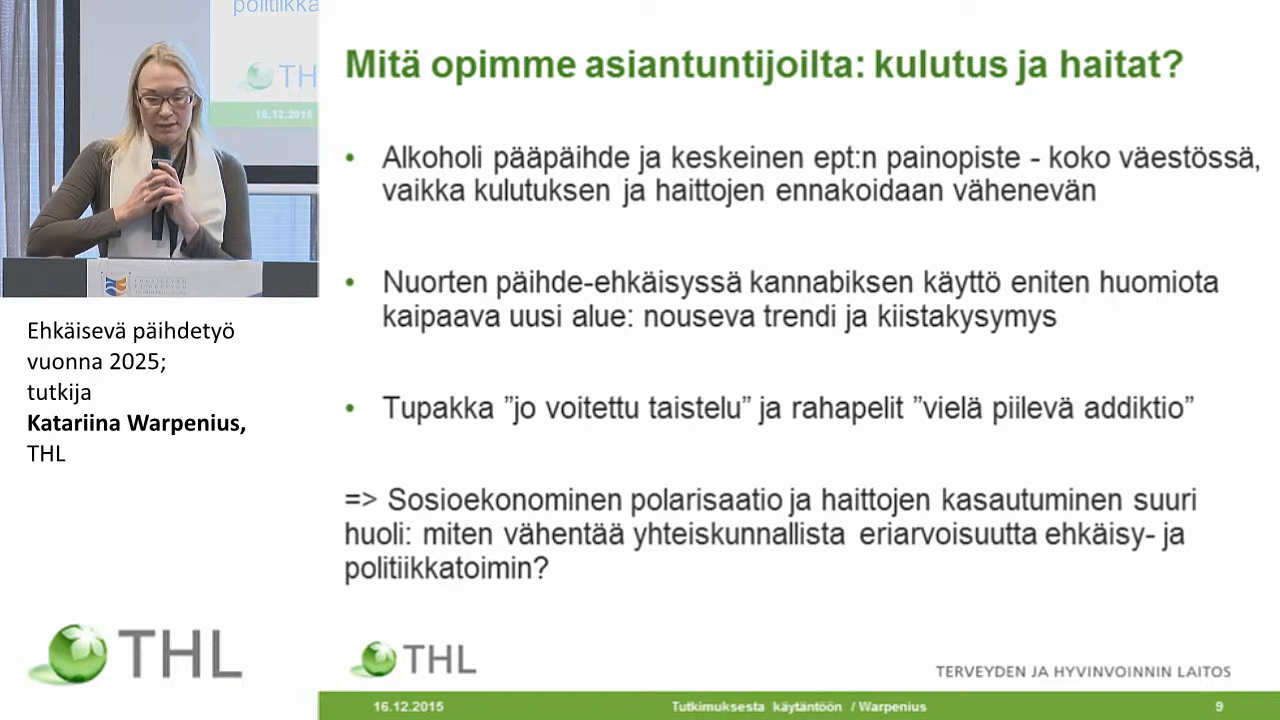 politiikka
TH
16.12.2015
Ehkäisevä päihdetyö
vuonna 2025;
tutkija
Katariina Warpenius,
THL
THL
Mitä opimme asiantuntijoilta: kulutus ja haitat?
• Alkoholi pääpäihde ja keskeinen ept:n painopiste - koko väestössä,
vaikka kulutuksen ja haittojen ennakoidaan vähenevän
• Nuorten päihde-ehkäisyssä kannabiksen käyttö eniten huomiota
kaipaava uusi alue: nouseva trendi ja kiistakysymys
• Tupakka ”jo voitettu taistelu” ja rahapelit ”vielä piilevä addiktio”
=> Sosioekonominen polarisaatio ja haittojen kasautuminen suuri
huoli: miten vähentää yhteiskunnallista eriarvoisuutta ehkäisy- ja
politiikkatoimin?
THL
TERVEYDEN JA HYVINVOINNIN LAITOS
16.12.2015 Tutkimuksesta käytäntöön / Warpenius 9